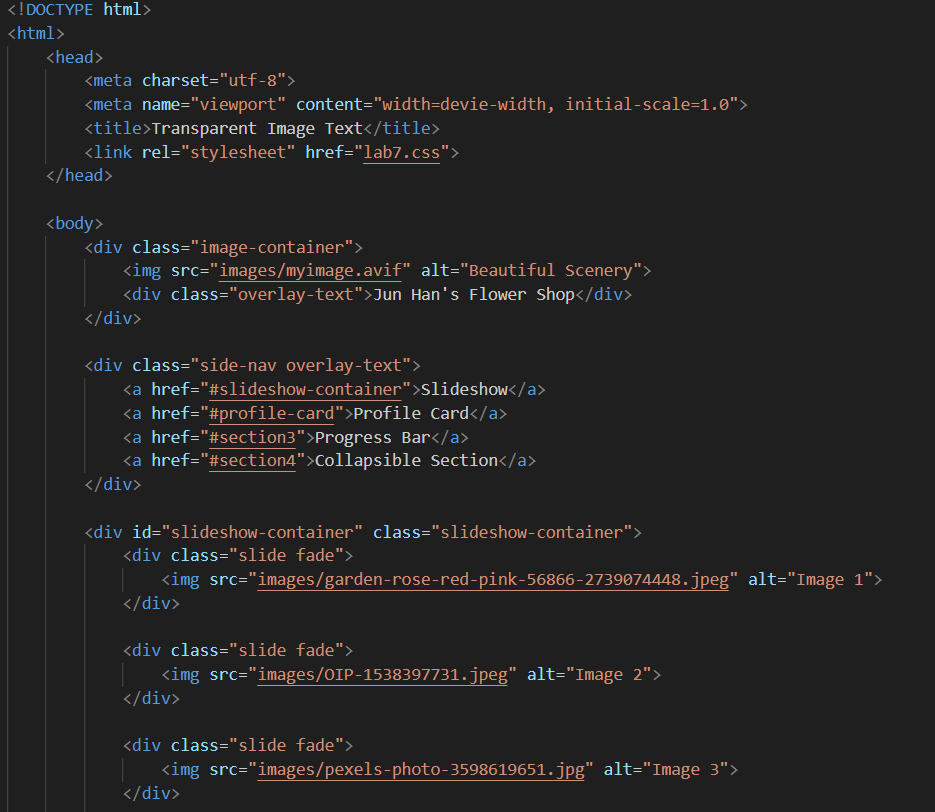 <!DOCTYPE html>
<html>
<head>
<meta charset="utf-8">
<meta name="viewport" content="width=devie-width, initial-scale=1.0">
<title>Transparent Image Text</title>
<link rel="stylesheet" href="lab7.css">
</head>
<body>
<div class="image-container">
<img src="images/myimage.avif" alt="Beautiful Scenery">
<div class="overlay-text">Jun Han's Flower Shop</div>
</div>
<div class="side-nav overlay-text">
<a href="#slideshow-container">Slideshow</a>
<a href="#profile-card">Profile Card</a>
<a href="#section3">Progress Bar</a>
<a href="#section4">Collapsible Section</a>
</div>
<div id="slideshow-container" class="slideshow-container">
<div class="slide fade">
<img src="images/garden-rose-red-pink-56866-2739074448.jpeg" alt="Image 1">
</div>
<div class="slide fade">
<img src="images/OIP-1538397731.jpeg" alt="Image 2">
</div>
<div class="slide fade">
<img src="images/pexels-photo-3598619651.jpg" alt="Image 3">
</div>